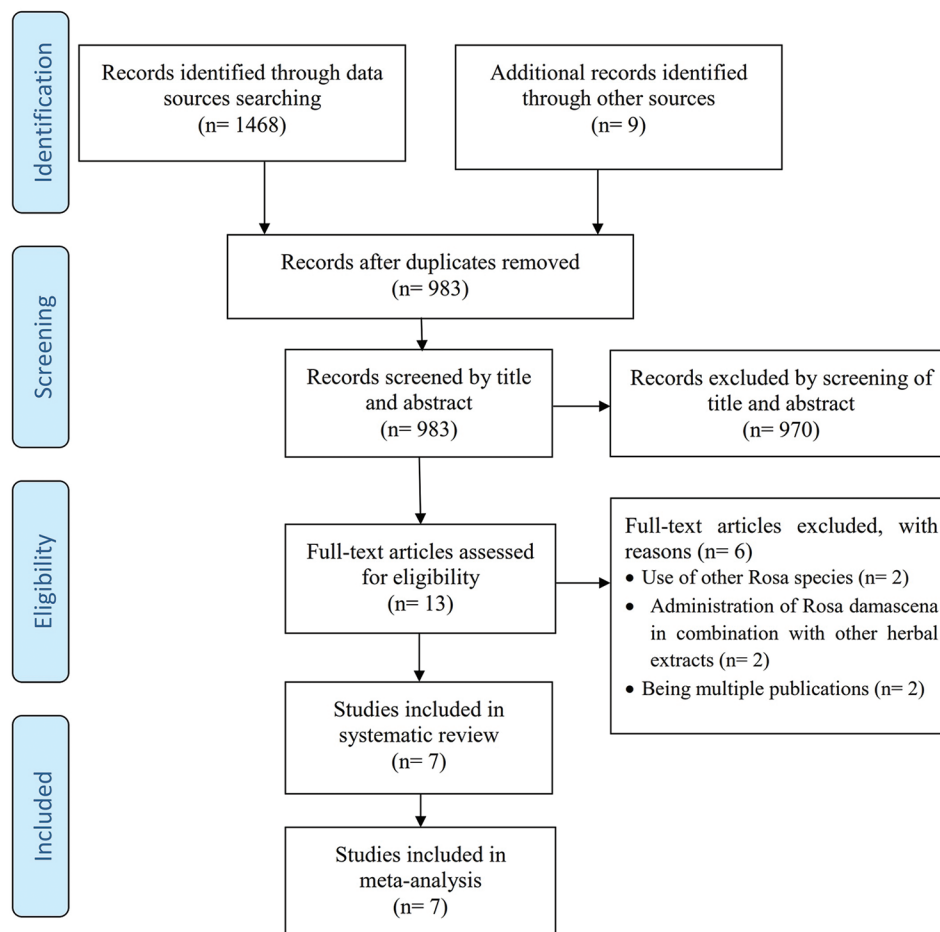 Identification
Records identified through data
sources searching
(n= 1468)
Additional records identified
through other sources
(n= 9)
Records after duplicates removed
(n= 983)
Screening
Records screened by title
and abstract
(n= 983)
Records excluded by screening of
title and abstract
(n= 970)
Eligibility
Full-text articles assessed
for eligibility
(n= 13)
Full-text articles excluded, with
reasons (n= 6)
• Use of other Rosa species (n= 2)
• Administration of Rosa damascena
in combination with other herbal
extracts (n= 2)
• Being multiple publications (n= 2)
Studies included in
systematic review
(n= 7)
Included
Studies included in
meta-analysis
(n= 7)